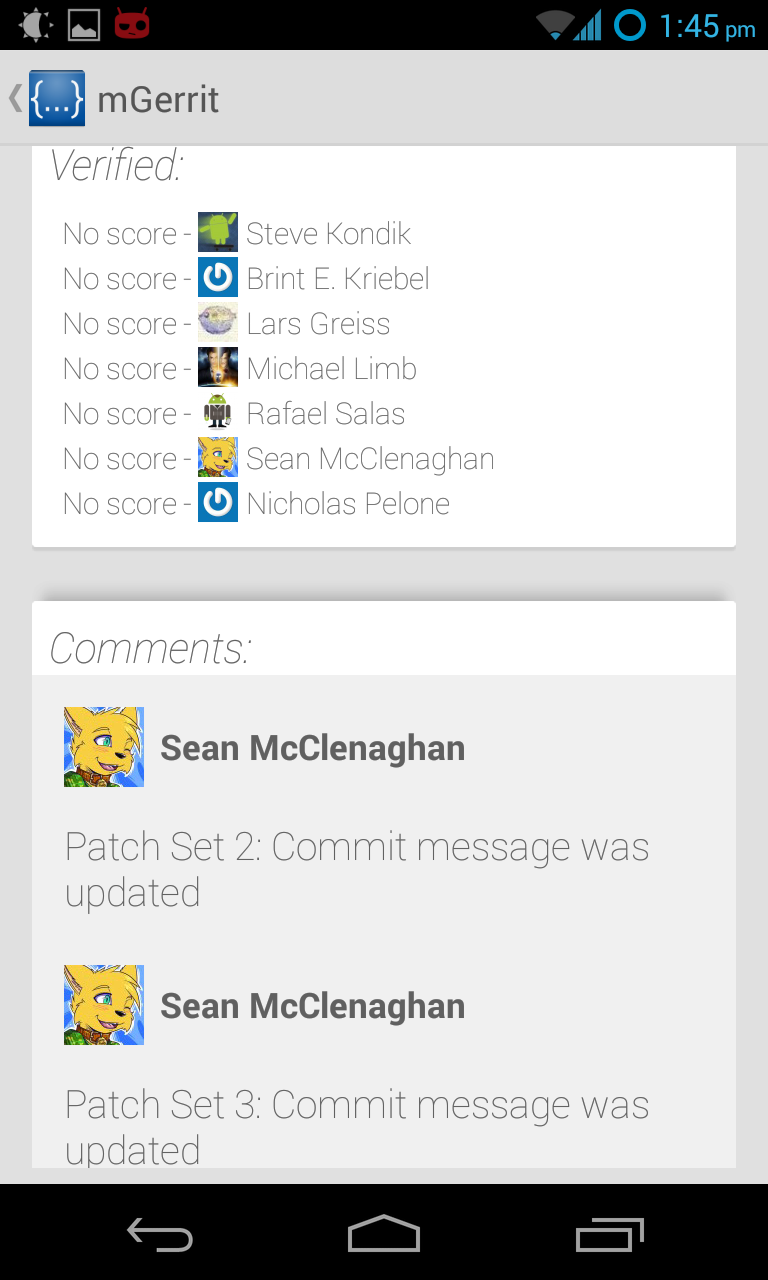 1:45 pm
{...} mGerrit
Verified:
No score - Steve Kondik
No score - Brint E. Kriebel
No score - Lars Greiss
No score - Michael Limb
No score - Rafael Salas
No score - Sean McClenaghan
No score - Nicholas Pelone
Comments:
Sean McClenaghan
Patch Set 2: Commit message was
updated
Sean McClenaghan
Patch Set 3: Commit message was
updated